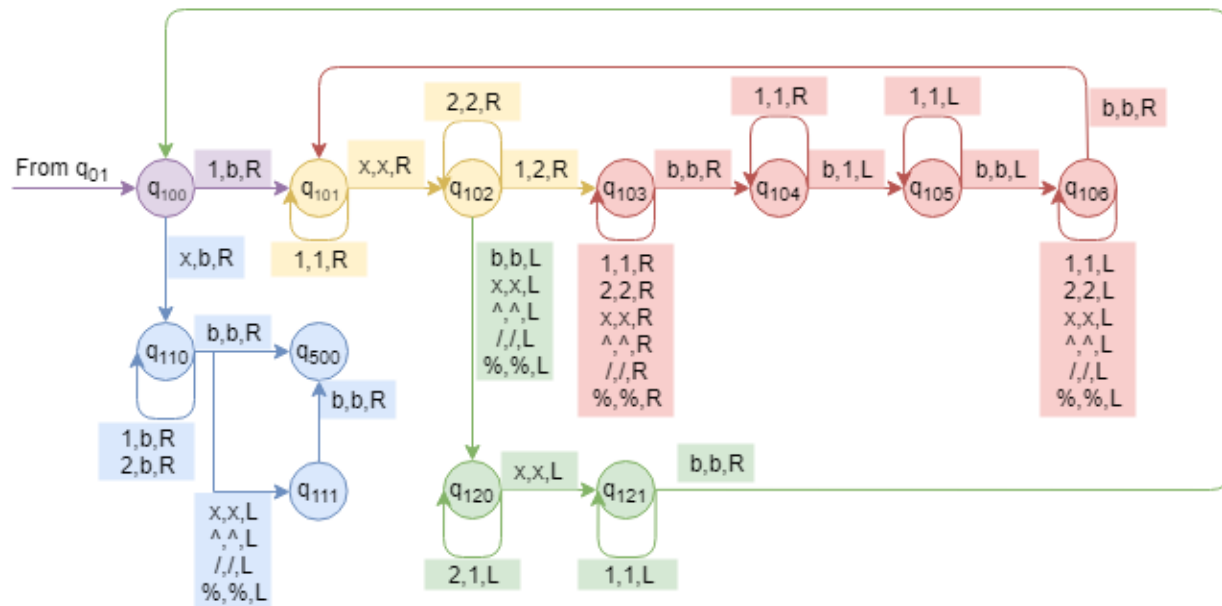 2,2,R
1,1,R
1,1,L
b,b,R
From q01
q100
1,b,R
q101
x,x,R
q102
1,2,R
q103
b,b,R
q104
b,1,L
q105
b,b,L
q106
1,1,R
x,b,R
b,b,L
x,x,L
^,^,L
/,/,L
%,%,L
1,1,R
2,2,R
x,x,R
^,^,R
/,/,R
%,%,R
1,1,L
2,2,L
x,x,L
^,^,L
/,/,L
%,%,L
q110
b,b,R
q500
b,b,R
1,b,R
2,b,R
q111
x,x,L
^,^,L
/,/,L
%,%,L
q120
x,x,L
q121
b,b,R
2,1,L
1,1,L